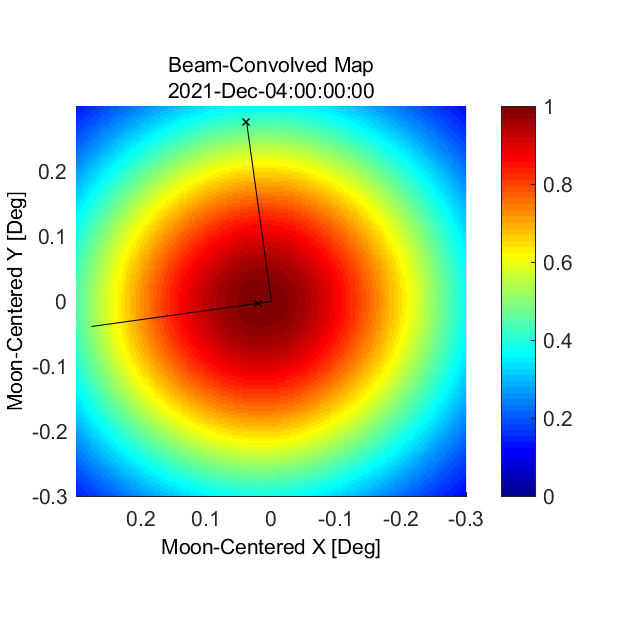 Beam-Convolved Map
2021-Dec-04:00:00:00
Moon-Centered Y [Deg]
0.2
0.1
0
-0.1
-0.2
-0.3
0.2 0.1 0 -0.1 -0.2 -0.3
Moon-Centered X [Deg]
1
0.8
0.6
0.4
0.2
0